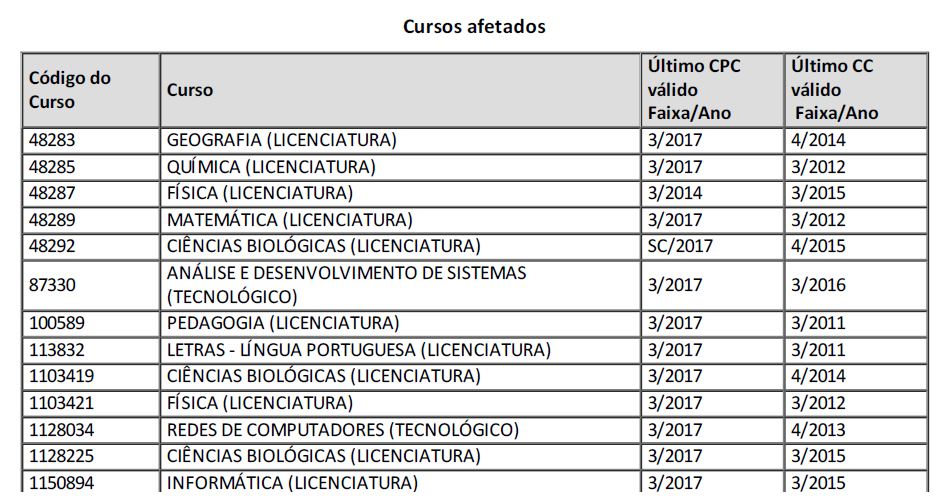 Cursos afetados
Código do Curso | Curso | Último CPC válido Faixa/Ano | Último CC válido Faixa/Ano
48283 | GEOGRAFIA (LICENCIATURA) | 3/2017 | 4/2014
48285 | QUÍMICA (LICENCIATURA) | 3/2017 | 3/2012
48287 | FÍSICA (LICENCIATURA) | 3/2014 | 3/2015
48289 | MATEMÁTICA (LICENCIATURA) | 3/2017 | 3/2012
48292 | CIÊNCIAS BIOLÓGICAS (LICENCIATURA) | SC/2017 | 4/2015
87330 | ANÁLISE E DESENVOLVIMENTO DE SISTEMAS (TECNOLÓGICO) | 3/2017 | 3/2016
100589 | PEDAGOGIA (LICENCIATURA) | 3/2017 | 3/2011
113832 | LETRAS - LÍNGUA PORTUGUESA (LICENCIATURA) | 3/2017 | 3/2011
1103419 | CIÊNCIAS BIOLÓGICAS (LICENCIATURA) | 3/2017 | 4/2014
1103421 | FÍSICA (LICENCIATURA) | 3/2017 | 3/2012
1128034 | REDES DE COMPUTADORES (TECNOLÓGICO) | 3/2017 | 4/2013
1128225 | CIÊNCIAS BIOLÓGICAS (LICENCIATURA) | 3/2017 | 3/2015
1150894 | INFORMÁTICA (LICENCIATURA) | 3/2017 | 3/2015